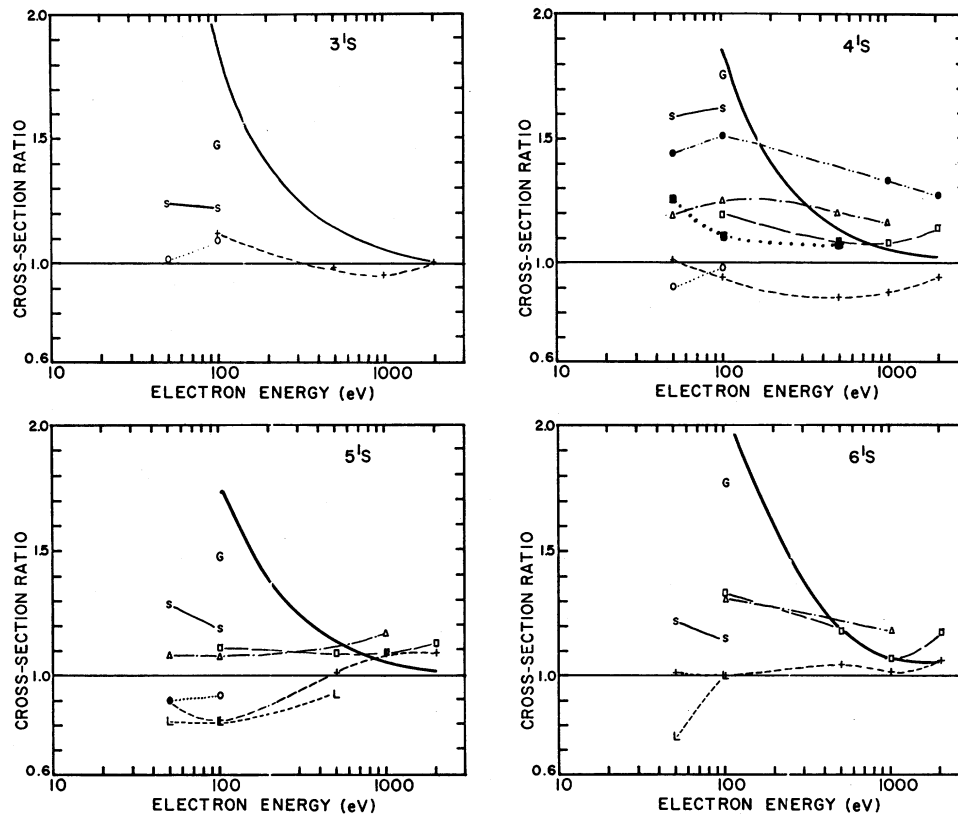 3¹S
2.0
1.5
1.0
0.6
CROSS-SECTION RATIO
G
S
S
O
O
10
100
1000
ELECTRON ENERGY (eV)
4¹S
2.0
1.5
1.0
0.6
CROSS-SECTION RATIO
G
S
S
O
O
10
100
1000
ELECTRON ENERGY (eV)
5¹S
2.0
1.5
1.0
0.6
CROSS-SECTION RATIO
G
S
S
O
L
L
L
10
100
1000
ELECTRON ENERGY (eV)
6¹S
2.0
1.5
1.0
0.6
CROSS-SECTION RATIO
G
S
S
L
L
10
100
1000
ELECTRON ENERGY (eV)